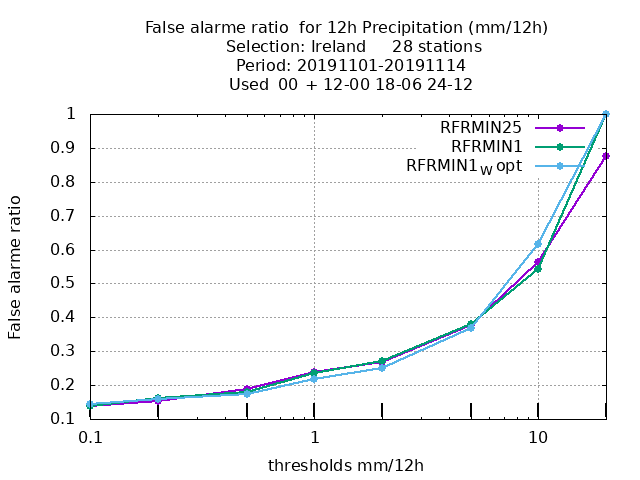 False alarme ratio  for 12h Precipitation (mm/12h)
Selection: Ireland     28 stations
Period: 20191101-20191114
Used  00  + 12-00 18-06 24-12
RFRMIN25
RFRMIN1
RFRMIN1W opt
False alarme ratio
1
0.9
0.8
0.7
0.6
0.5
0.4
0.3
0.2
0.1
0.1 1 10
thresholds mm/12h